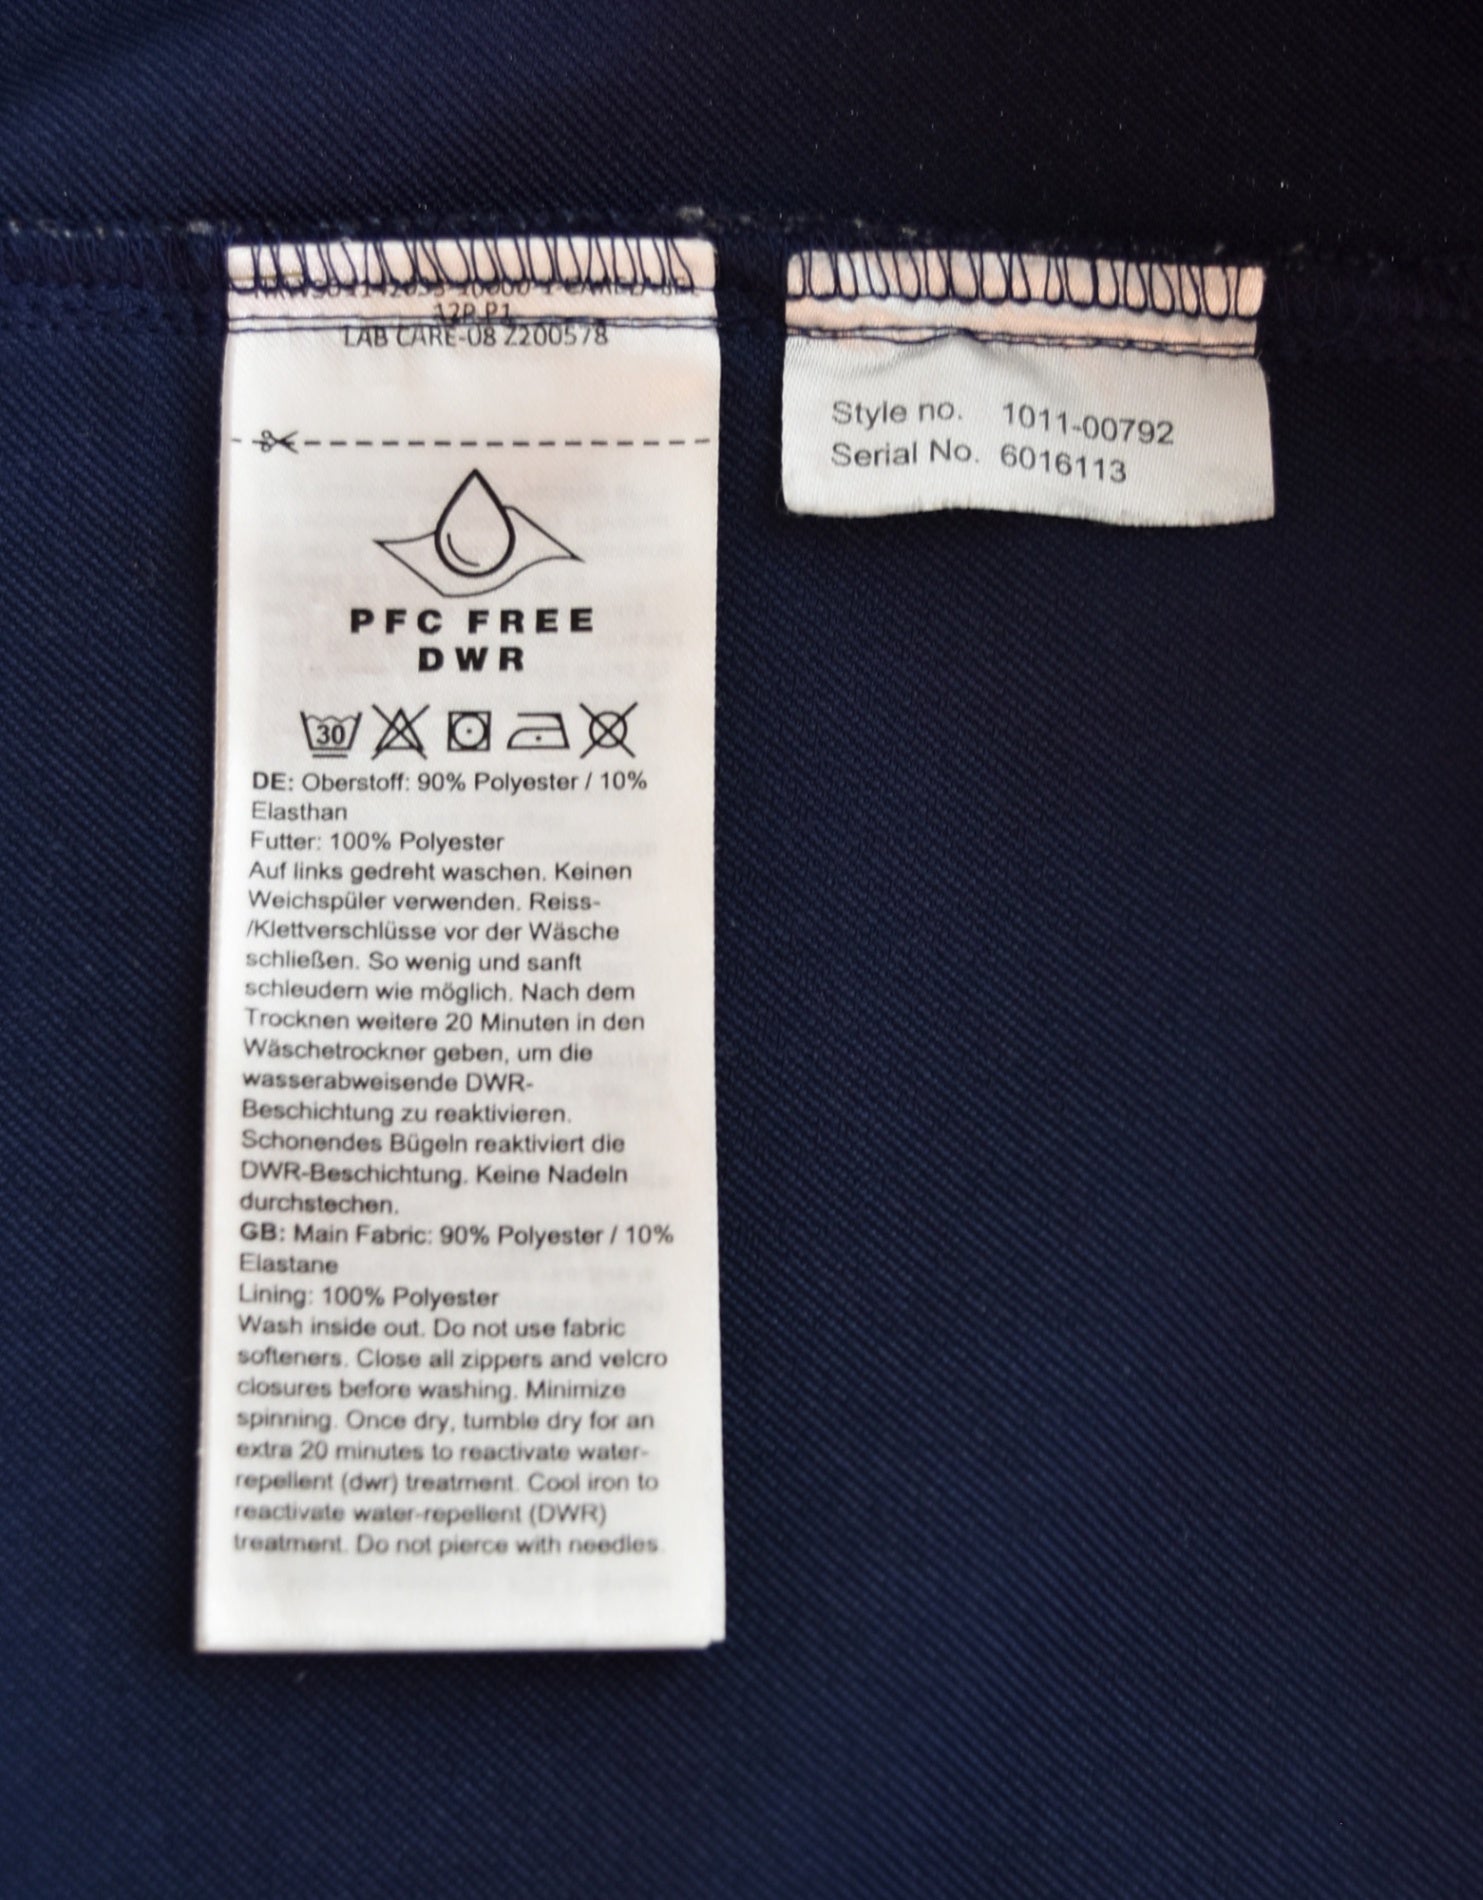 12P P1
LAB CARE-08 2200578
PFC FREE
DWR
30
DE: Oberstoff: 90% Polyester / 10%
Elasthan
Futter: 100% Polyester
Auf links gedreht waschen. Keinen
Weichspüler verwenden. Reiss-
/Klettverschlüsse vor der Wäsche
schließen. So wenig und sanft
schleudern wie möglich. Nach dem
Trocknen weitere 20 Minuten in den
Wäschetrockner geben, um die
wasserabweisende DWR-
Beschichtung zu reaktivieren.
Schonendes Bügeln reaktiviert die
DWR-Beschichtung. Keine Nadeln
durchstechen.
GB: Main Fabric: 90% Polyester / 10%
Elastane
Lining: 100% Polyester
Wash inside out. Do not use fabric
softeners. Close all zippers and velcro
closures before washing. Minimize
spinning. Once dry, tumble dry for an
extra 20 minutes to reactivate water-
repellent (dwr) treatment. Cool iron to
reactivate water-repellent (DWR)
treatment. Do not pierce with needles.
Style no. 1011-00792
Serial No. 6016113